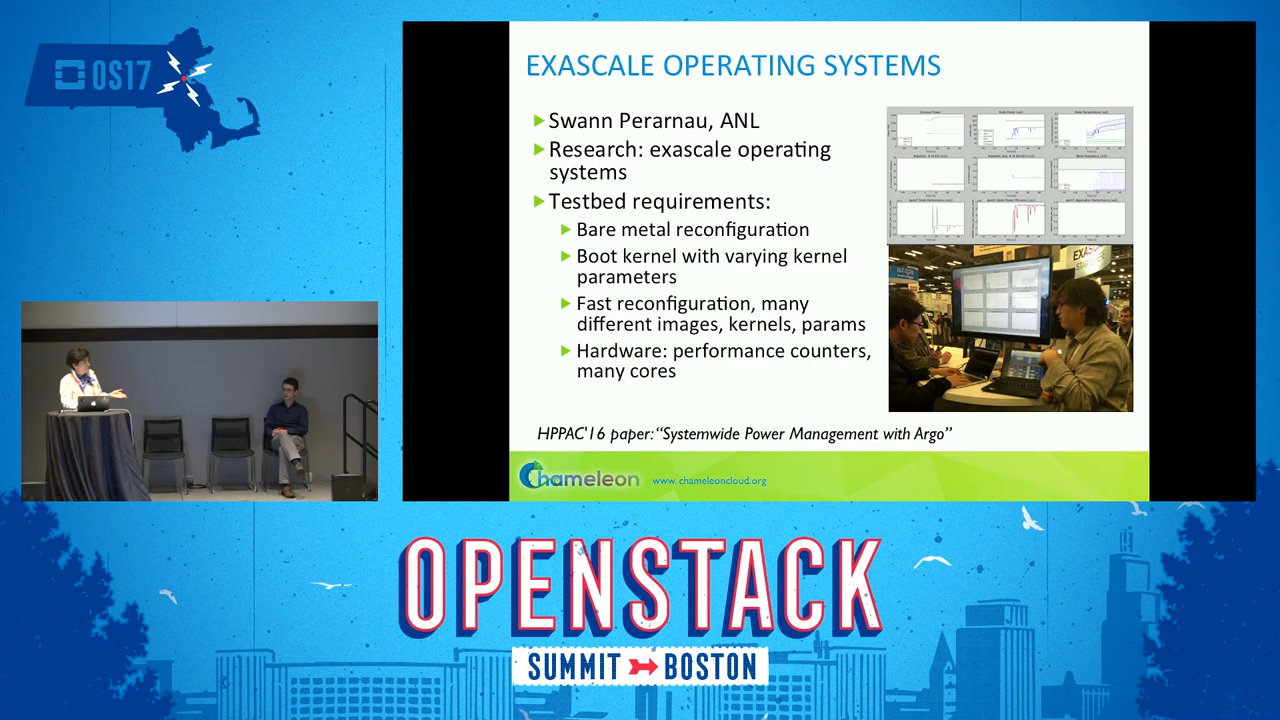 OS17
EXASCALE OPERATING SYSTEMS
Swann Perarnau, ANL
Research: exascale operating
systems
Testbed requirements:
Bare metal reconfiguration
Boot kernel with varying kernel
parameters
Fast reconfiguration, many
different images, kernels, params
Hardware: performance counters,
many cores
HPPAC'16 paper: “Systemwide Power Management with Argo”
Chameleon
www. chameleoncloud.org
OPENSTACK
SUMMIT BOSTON